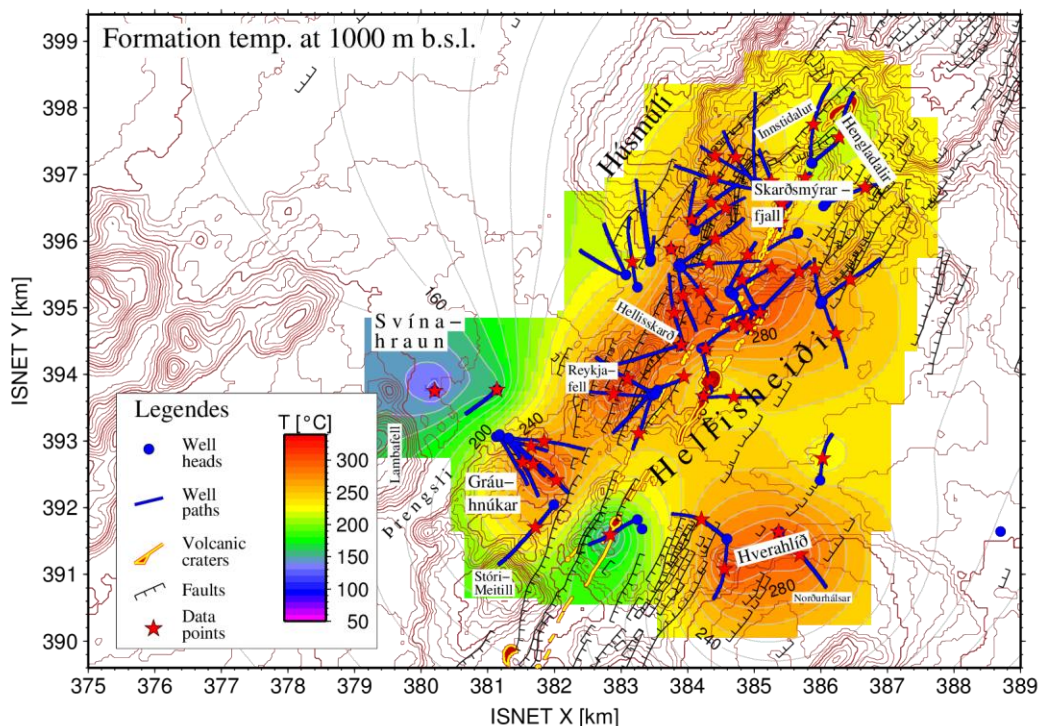 Formation temp. at 1000 m b.s.l.
399
398
397
396
395
394
393
392
391
390
ISNET Y [km]
375
376
377
378
379
380
381
382
383
384
385
386
387
388
389
ISNET X [km]
Húsmúli
Innstidalur
Hengladalir
Skarðsmýrar–
fjall
160
Svína–
hraun
Hellisskarð
280
Reykja–
fell
Hellisheiði
Lambafell
200
240
Þrengsli
Gráu–
hnúkar
Stóri–
Meitill
Hverahlíð
280
Norðurhálsar
240
Legendes
Well
heads
Well
paths
Volcanic
craters
Faults
Data
points
T [°C]
300
250
200
150
100
50